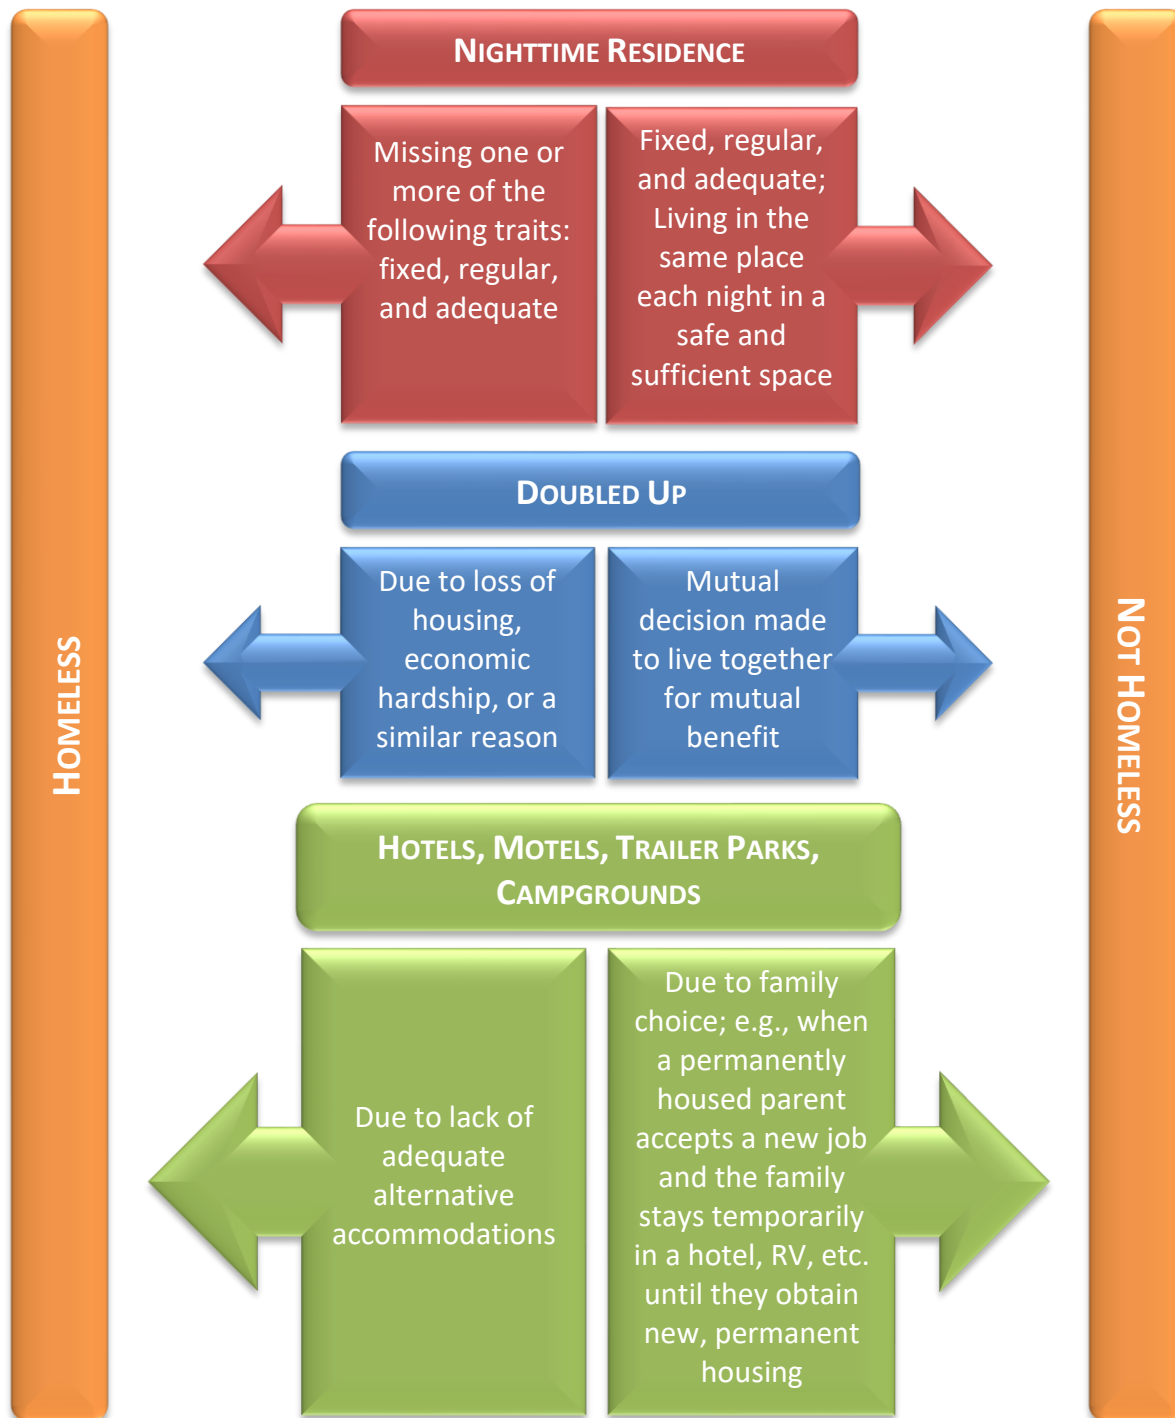 HOMELESS
NIGHTTIME RESIDENCE
Missing one or
more of the
following traits:
fixed, regular,
and adequate
Fixed, regular,
and adequate;
Living in the
same place
each night in a
safe and
sufficient space
DOUBLED UP
Due to loss of
housing,
economic
hardship, or a
similar reason
Mutual
decision made
to live together
for mutual
benefit
HOTELS, MOTELS, TRAILER PARKS,
CAMPGROUNDS
Due to lack of
adequate
alternative
accommodations
Due to family
choice; e.g., when
a permanently
housed parent
accepts a new job
and the family
stays temporarily
in a hotel, RV, etc.
until they obtain
new, permanent
housing
NOT HOMELESS